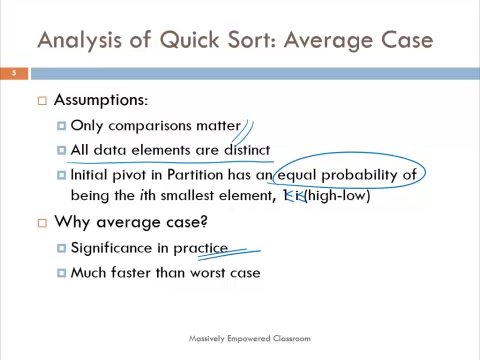 Analysis of Quick Sort: Average Case
5
Assumptions:
Only comparisons matter
All data elements are distinct
Initial pivot in Partition has an equal probability of
being the ith smallest element, 1 ≤ i ≤ (high-low)
Why average case?
Significance in practice
Much faster than worst case
Massively Empowered Classroom